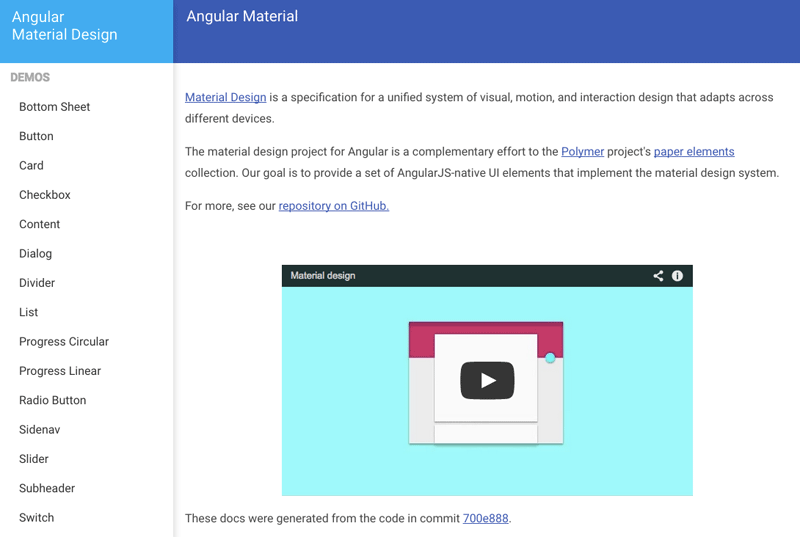 Angular
Material Design
Angular Material
DEMOS
Bottom Sheet
Button
Card
Checkbox
Content
Dialog
Divider
List
Progress Circular
Progress Linear
Radio Button
Sidenav
Slider
Subheader
Switch
Material Design is a specification for a unified system of visual, motion, and interaction design that adapts across
different devices.
The material design project for Angular is a complementary effort to the Polymer project's paper elements
collection. Our goal is to provide a set of AngularJS-native UI elements that implement the material design system.
For more, see our repository on GitHub.
Material design
These docs were generated from the code in commit 700e888.